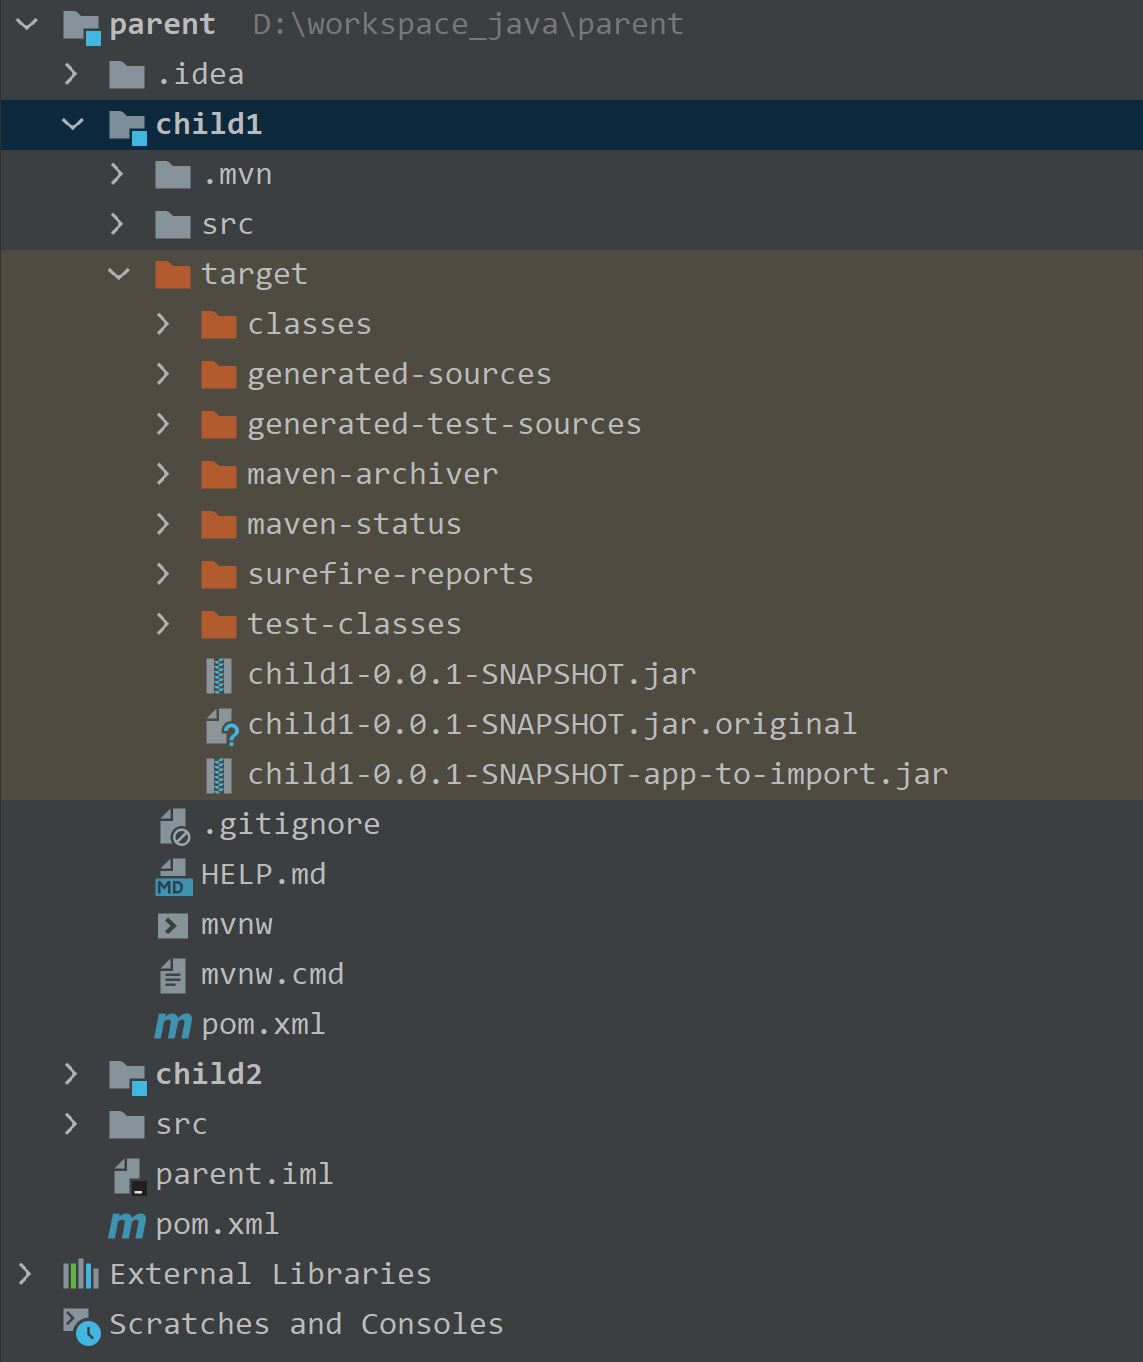 parent D:\workspace_java\parent
.idea
child1
.mvn
src
target
classes
generated-sources
generated-test-sources
maven-archiver
maven-status
surefire-reports
test-classes
child1-0.0.1-SNAPSHOT.jar
child1-0.0.1-SNAPSHOT.jar.original
child1-0.0.1-SNAPSHOT-app-to-import.jar
.gitignore
HELP.md
mvnw
mvnw.cmd
pom.xml
child2
src
parent.iml
pom.xml
External Libraries
Scratches and Consoles